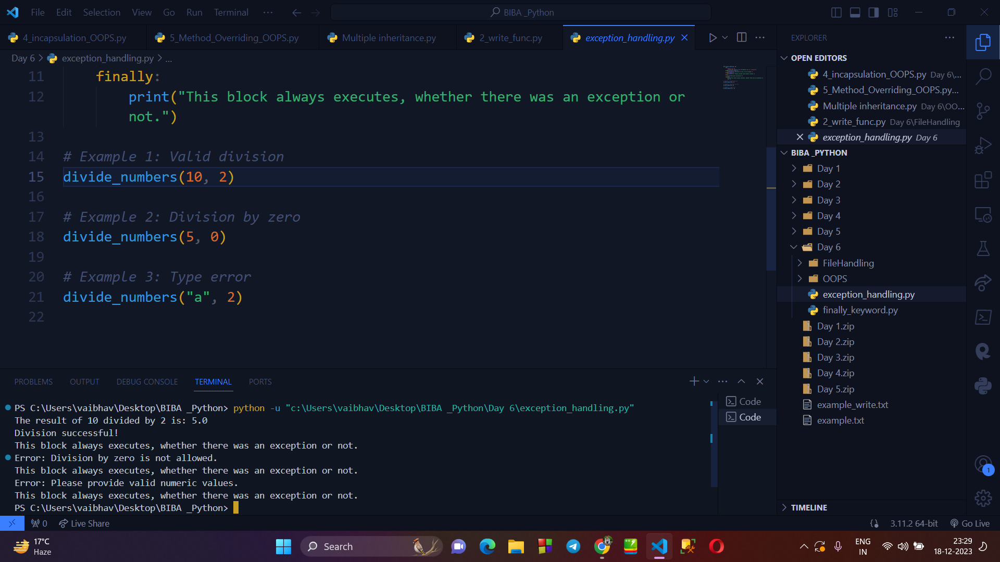 File Edit Selection View Go Run Terminal ···
BIBA _Python
4_incapsulation_OOPS.py
5_Method_Overriding_OOPS.py
Multiple inheritance.py
2_write_func.py
exception_handling.py
Day 6 > exception_handling.py > ...
11 finally:
12 print("This block always executes, whether there was an exception or
not.")
13
14 # Example 1: Valid division
15 divide_numbers(10, 2)
16
17 # Example 2: Division by zero
18 divide_numbers(5, 0)
19
20 # Example 3: Type error
21 divide_numbers("a", 2)
22
PROBLEMS OUTPUT DEBUG CONSOLE TERMINAL PORTS
PS C:\Users\vaibhav\Desktop\BIBA _Python> python -u "c:\Users\vaibhav\Desktop\BIBA _Python\Day 6\exception_handling.py"
The result of 10 divided by 2 is: 5.0
Division successful!
This block always executes, whether there was an exception or not.
Error: Division by zero is not allowed.
This block always executes, whether there was an exception or not.
Error: Please provide valid numeric values.
This block always executes, whether there was an exception or not.
PS C:\Users\vaibhav\Desktop\BIBA _Python>
Code
Code
EXPLORER
OPEN EDITORS
4_incapsulation_OOPS.py Day 6\...
5_Method_Overriding_OOPS.py...
Multiple inheritance.py Day 6\OO...
2_write_func.py Day 6\FileHandling
exception_handling.py Day 6
BIBA _PYTHON
Day 1
Day 2
Day 3
Day 4
Day 5
Day 6
FileHandling
OOPS
exception_handling.py
finally_keyword.py
Day 1.zip
Day 2.zip
Day 3.zip
Day 4.zip
Day 5.zip
example_write.txt
example.txt
TIMELINE
1
0 Live Share
3.11.2 64-bit Go Live
17°C
Haze
Search
ENG
IN
23:29
18-12-2023